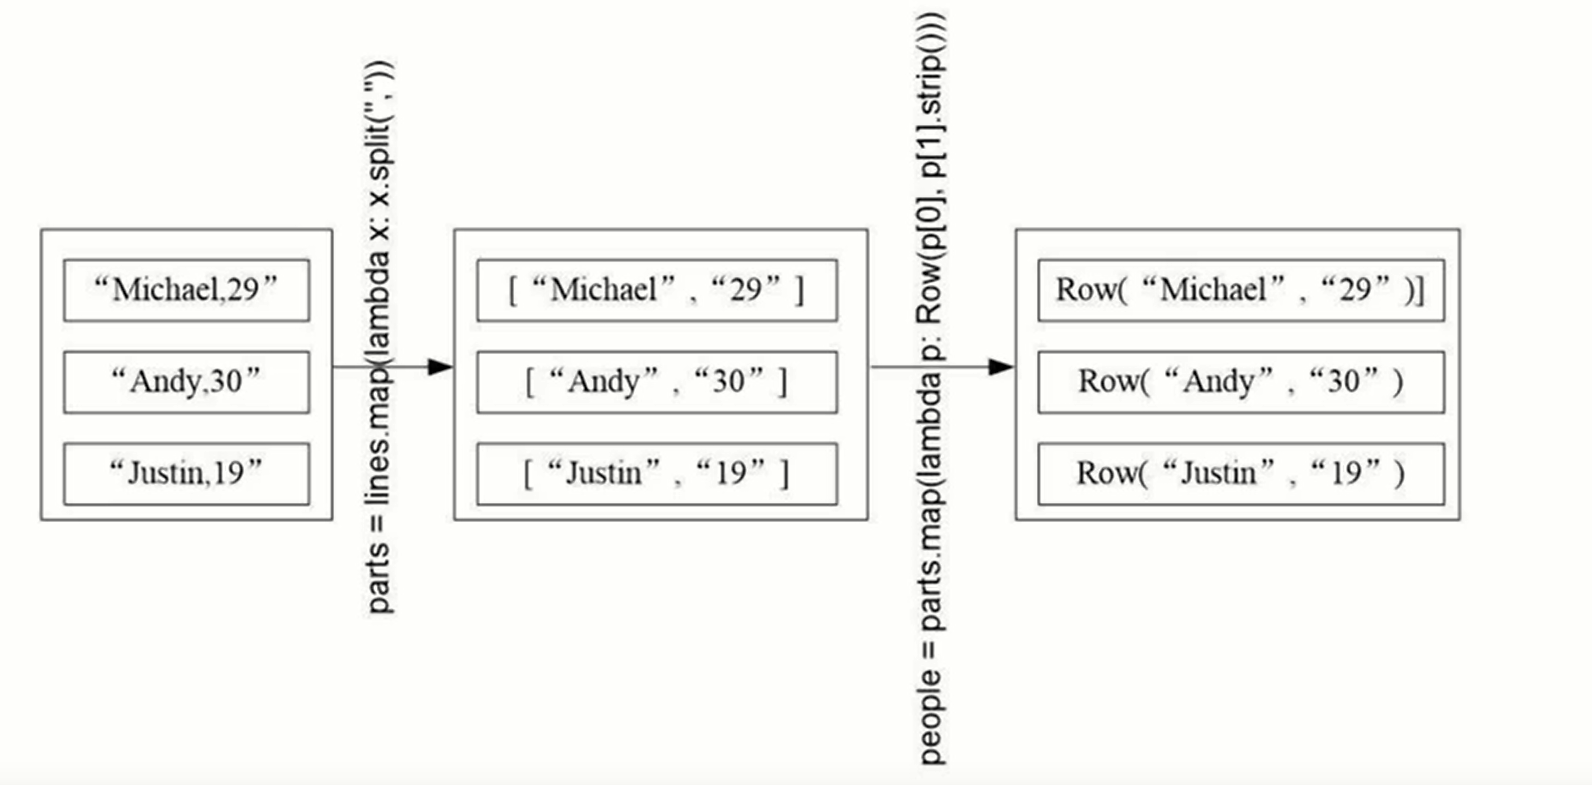 “Michael,29”
“Andy,30”
“Justin,19”
parts = lines.map(lambda x: x.split(","))
[ “Michael” , “29” ]
[ “Andy” , “30” ]
[ “Justin” , “19” ]
people = parts.map(lambda p: Row(p[0], p[1].strip()))
Row( “Michael” , “29” )]
Row( “Andy” , “30” )
Row( “Justin” , “19” )